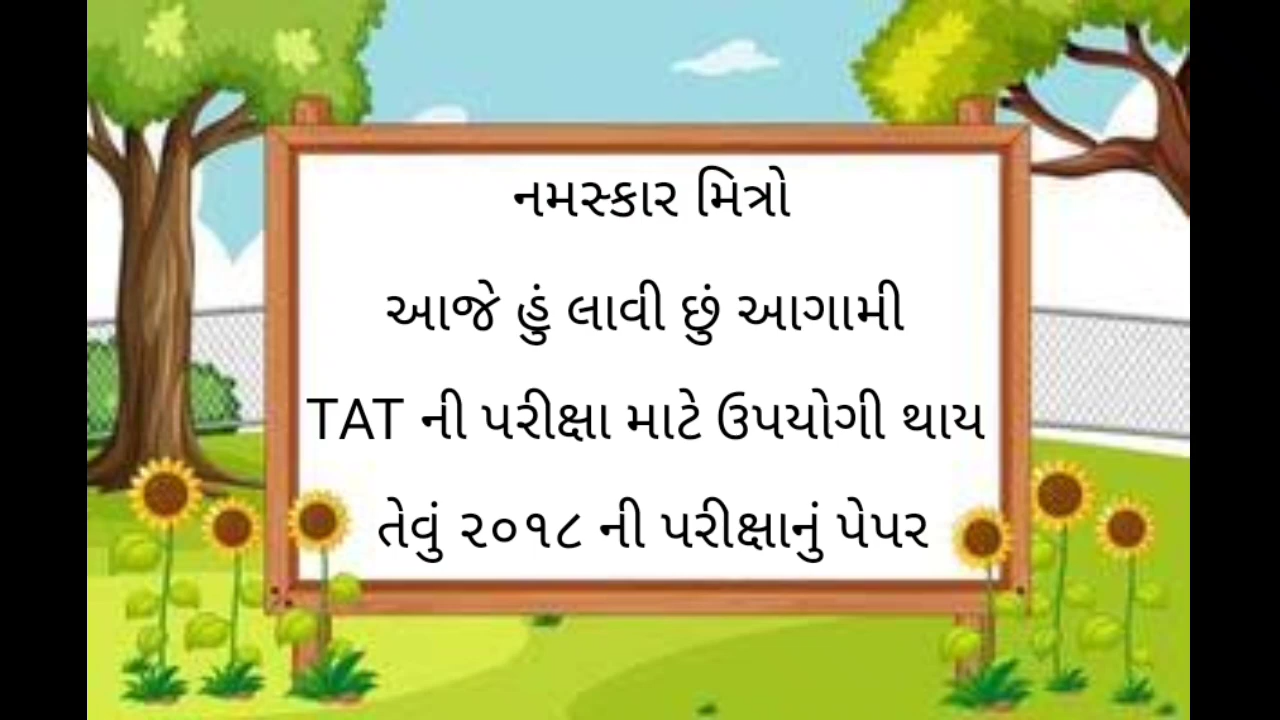 નમસ્કાર મિત્રો
આજે હું લાવી છું આગામી
TAT ની પરીક્ષા માટે ઉપયોગી થાય
તેવું ૨૦૧૮ ની પરીક્ષાનું પેપર